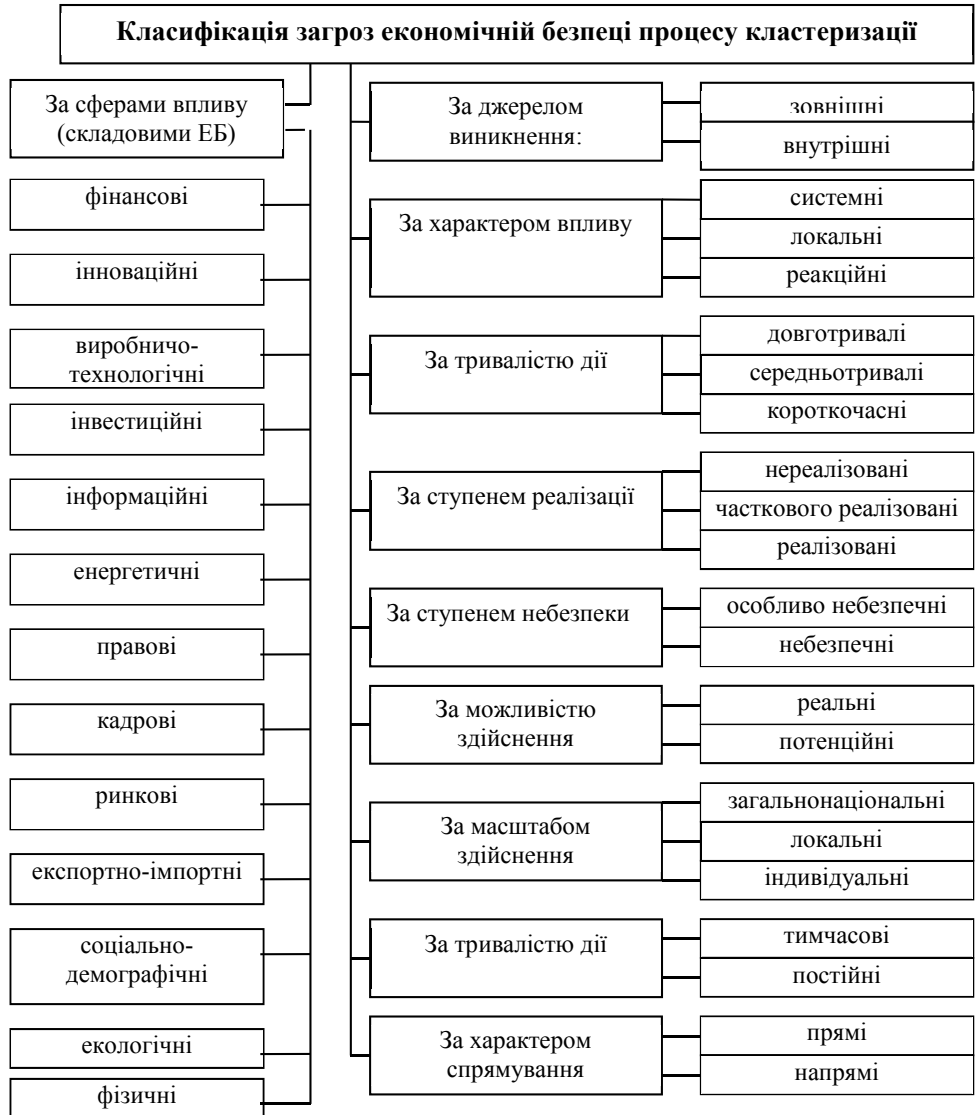 Класифікація загроз економічній безпеці процесу кластеризації
За сферами впливу
(складовими ЕБ)
фінансові
інноваційні
виробничо-
технологічні
інвестиційні
інформаційні
енергетичні
правові
кадрові
ринкові
експортно-імпортні
соціально-
демографічні
екологічні
фізичні
За джерелом
виникнення:
зовнішні
внутрішні
За характером впливу
системні
локальні
реакційні
За тривалістю дії
довготривалі
середньотривалі
короткочасні
За ступенем реалізації
нереалізовані
часткового реалізовані
реалізовані
За ступенем небезпеки
особливо небезпечні
небезпечні
За можливістю
здійснення
реальні
потенційні
За масштабом
здійснення
загальнонаціональні
локальні
індивідуальні
За тривалістю дії
тимчасові
постійні
За характером
спрямування
прямі
напрямі